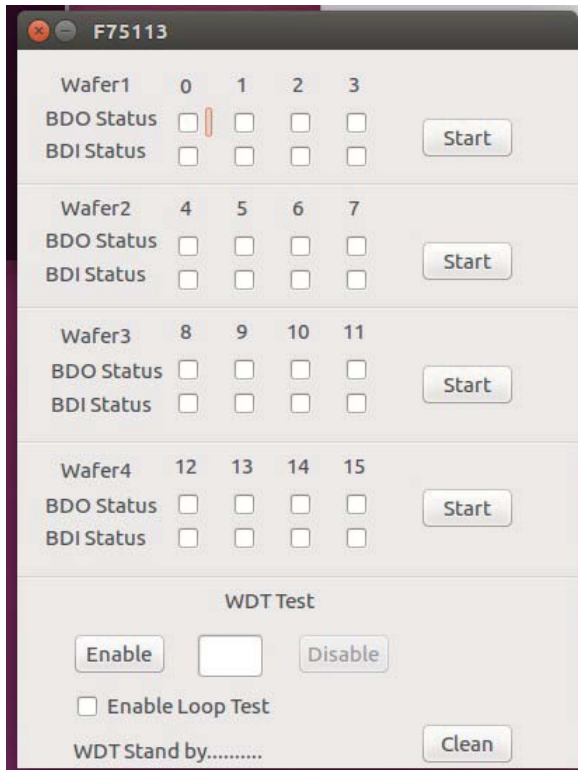 F75113
Wafer1 0 1 2 3
BDO Status
Start
BDI Status
Wafer2 4 5 6 7
BDO Status
Start
BDI Status
Wafer3 8 9 10 11
BDO Status
Start
BDI Status
Wafer4 12 13 14 15
BDO Status
Start
BDI Status
WDT Test
Enable Disable
Enable Loop Test
WDT Stand by..........
Clean